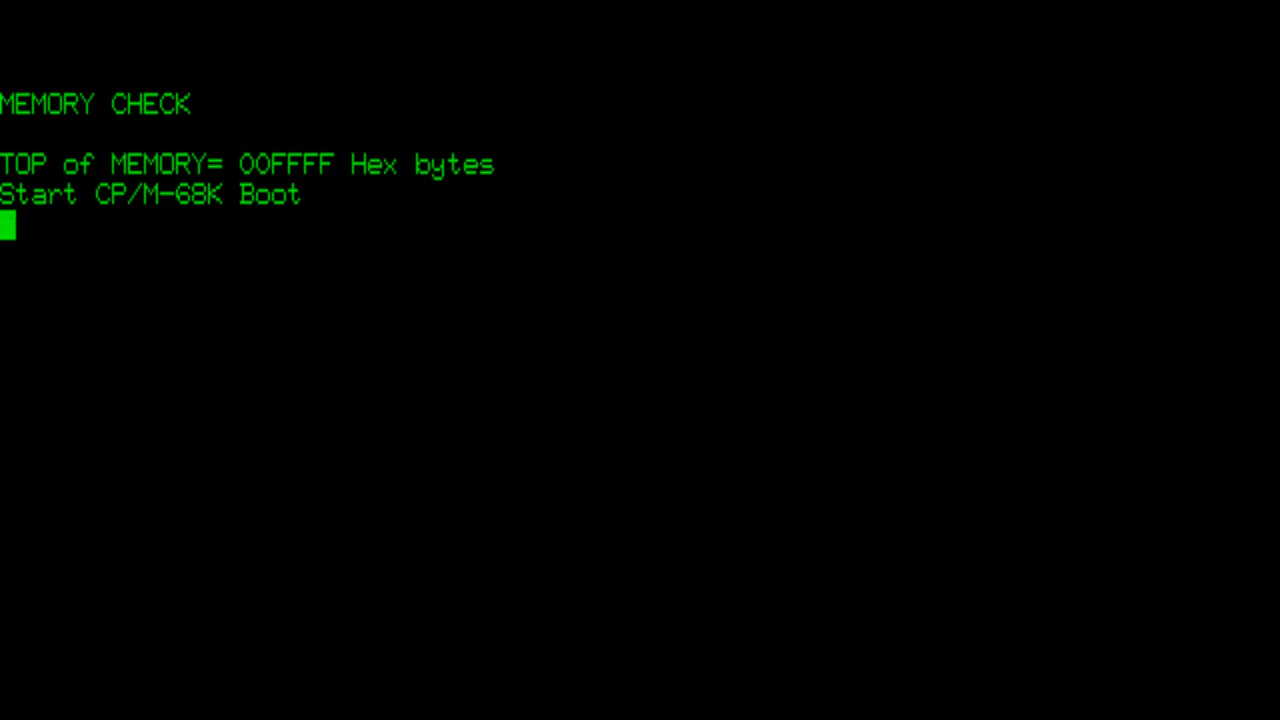 MEMORY CHECK
TOP of MEMORY= 00FFFF Hex bytes
Start CP/M-68K Boot